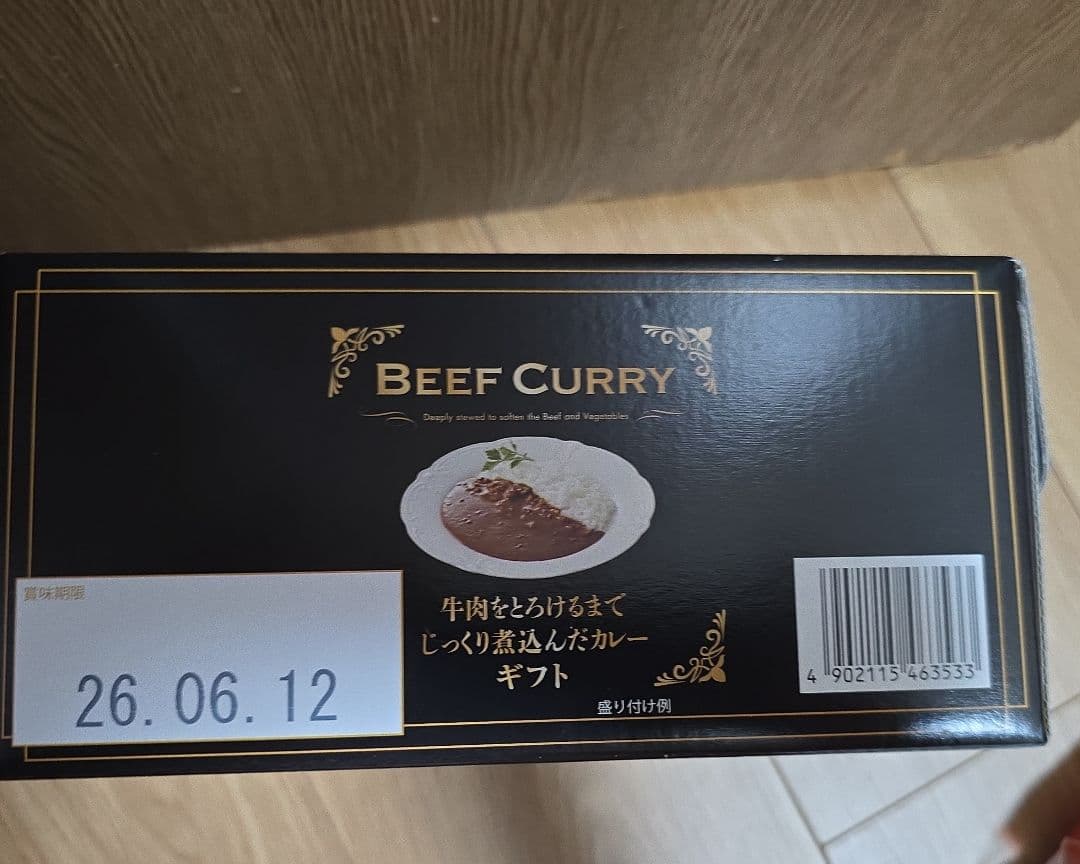 BEEF CURRY
Deeply stewed to soften the Beef and Vegetables
牛肉をとろけるまで
じっくり煮込んだカレー
ギフト
盛り付け例
賞味期限
26. 06. 12
4 902115 463533